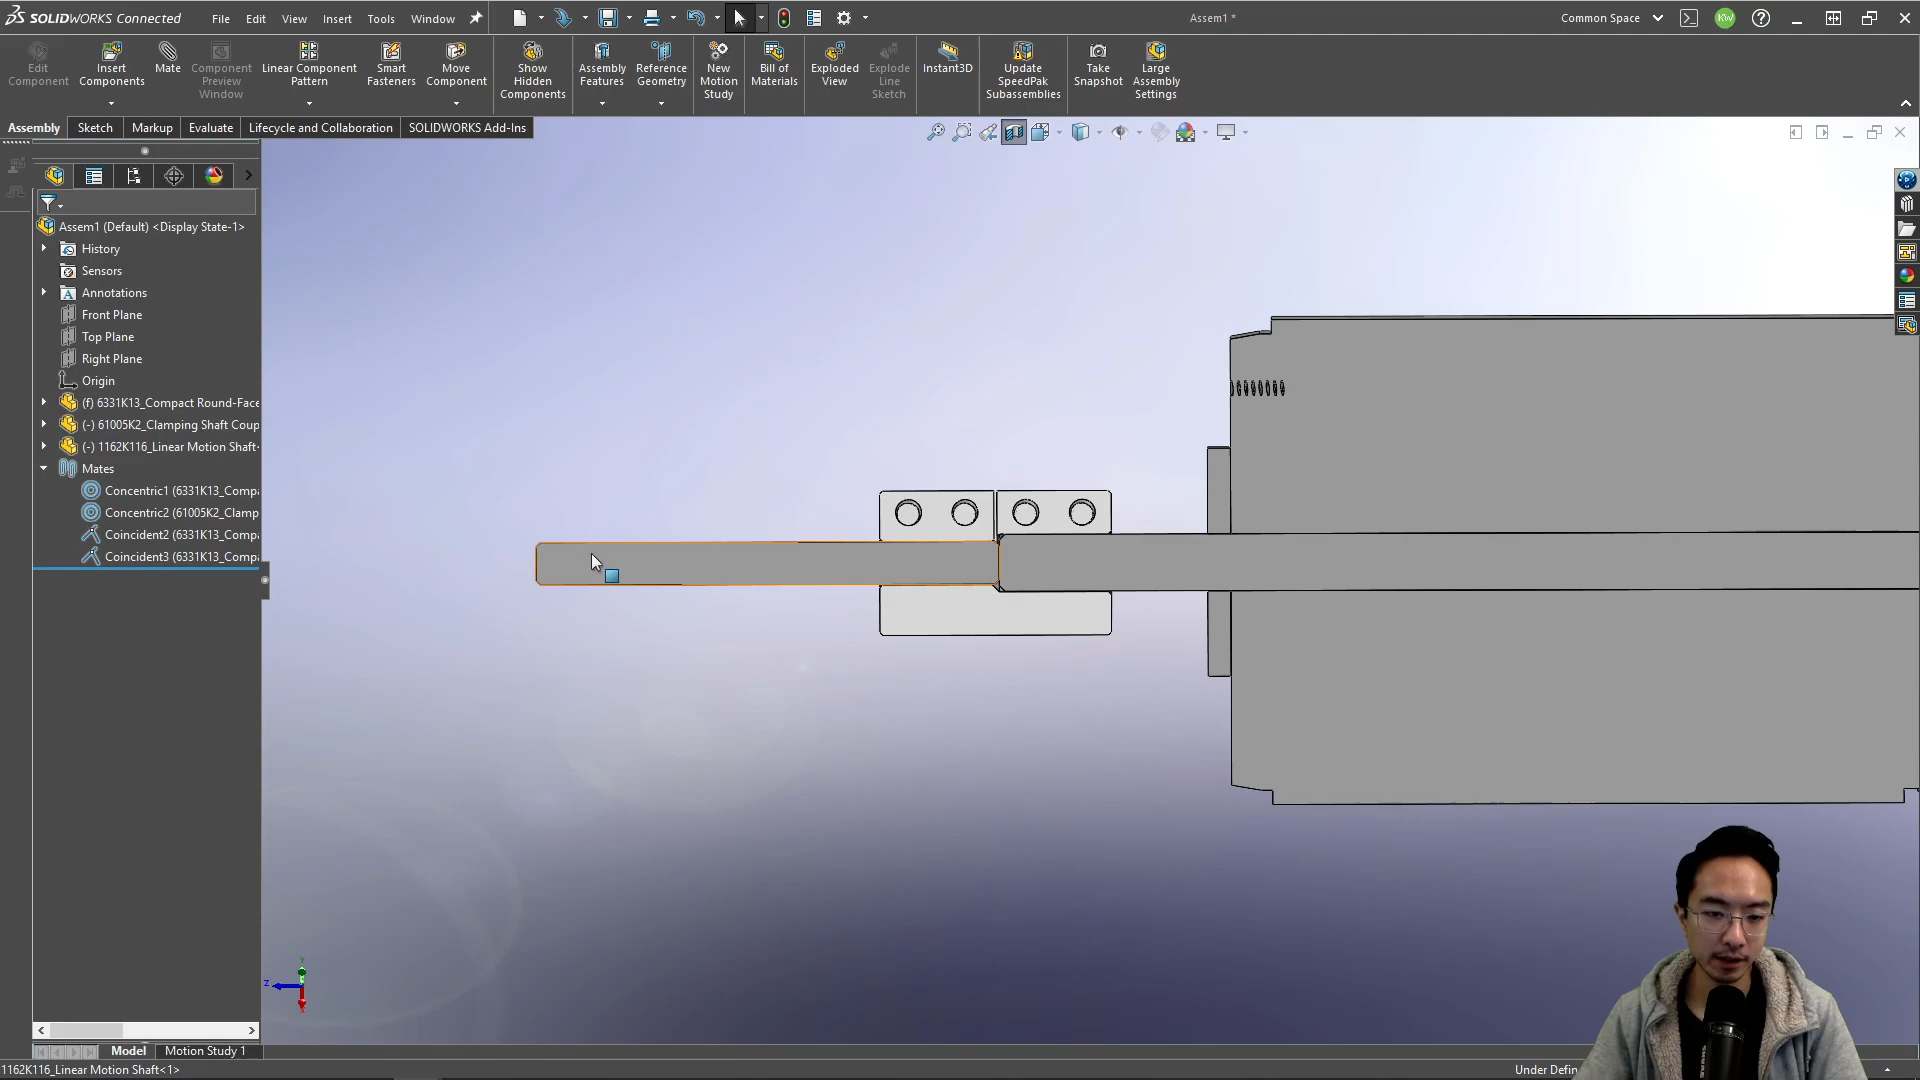 SOLIDWORKS Connected
File Edit View Insert Tools Window
Assem1 *
Common Space
KW
Edit Component
Insert Components
Mate
Component Preview Window
Linear Component Pattern
Smart Fasteners
Move Component
Show Hidden Components
Assembly Features
Reference Geometry
New Motion Study
Bill of Materials
Exploded View
Explode Line Sketch
Instant3D
Update SpeedPak Subassemblies
Take Snapshot
Large Assembly Settings
Assembly Sketch Markup Evaluate Lifecycle and Collaboration SOLIDWORKS Add-Ins
Assem1 (Default) <Display State-1>
History
Sensors
Annotations
Front Plane
Top Plane
Right Plane
Origin
(f) 6331K13_Compact Round-Face
(-) 61005K2_Clamping Shaft Coup
(-) 1162K116_Linear Motion Shaft
Mates
Concentric1 (6331K13_Compa
Concentric2 (61005K2_Clamp
Coincident2 (6331K13_Compa
Coincident3 (6331K13_Compa
Y
Z
X
Model Motion Study 1
1162K116_Linear Motion Shaft<1>
Under Defin